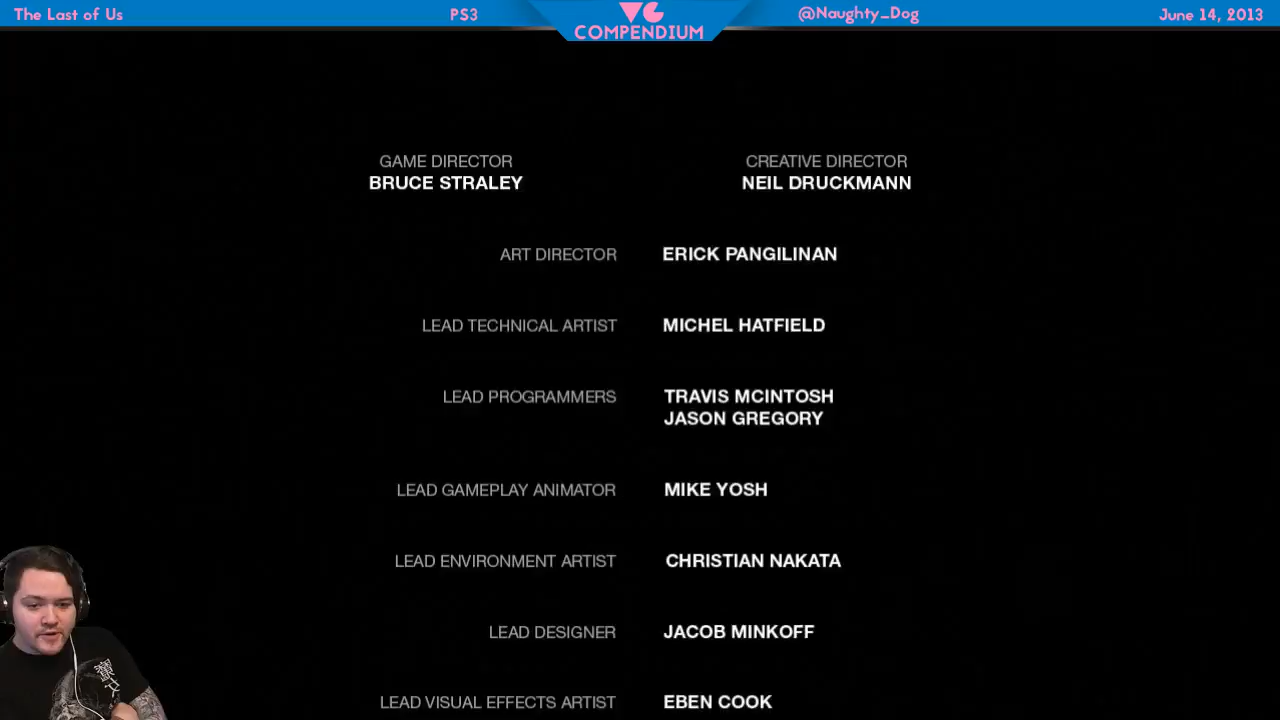 The Last of Us
PS3
VG
COMPENDIUM
@Naughty_Dog
June 14, 2013
GAME DIRECTOR
BRUCE STRALEY
CREATIVE DIRECTOR
NEIL DRUCKMANN
ART DIRECTOR ERICK PANGILINAN
LEAD TECHNICAL ARTIST MICHEL HATFIELD
LEAD PROGRAMMERS TRAVIS MCINTOSH
JASON GREGORY
LEAD GAMEPLAY ANIMATOR MIKE YOSH
LEAD ENVIRONMENT ARTIST CHRISTIAN NAKATA
LEAD DESIGNER JACOB MINKOFF
LEAD VISUAL EFFECTS ARTIST EBEN COOK